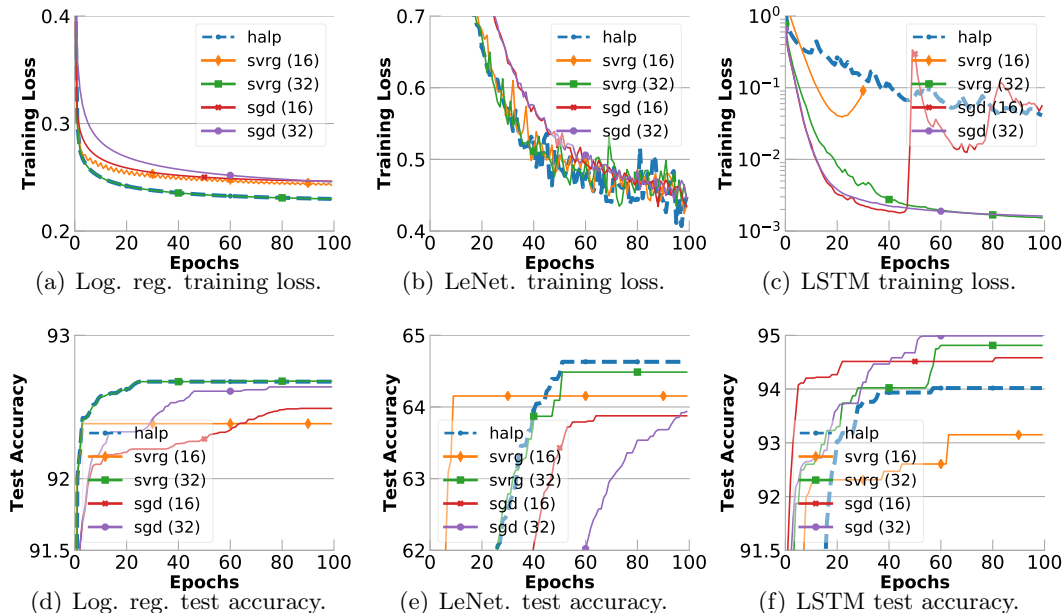 0.4
0.3
0.2
Training Loss
halp
svrg (16)
svrg (32)
sgd (16)
sgd (32)
0 20 40 60 80 100
Epochs
(a) Log. reg. training loss.
0.7
0.6
0.5
0.4
Training Loss
halp
svrg (16)
svrg (32)
sgd (16)
sgd (32)
0 20 40 60 80 100
Epochs
(b) LeNet. training loss.
10⁰
10⁻¹
10⁻²
10⁻³
Training Loss
halp
svrg (16)
svrg (32)
sgd (16)
sgd (32)
0 20 40 60 80 100
Epochs
(c) LSTM training loss.
93
92
91.5
Test Accuracy
halp
svrg (16)
svrg (32)
sgd (16)
sgd (32)
0 20 40 60 80 100
Epochs
(d) Log. reg. test accuracy.
65
64
63
62
Test Accuracy
halp
svrg (16)
svrg (32)
sgd (16)
sgd (32)
0 20 40 60 80 100
Epochs
(e) LeNet. test accuracy.
95
94
93
92
91.5
Test Accuracy
halp
svrg (16)
svrg (32)
sgd (16)
sgd (32)
0 20 40 60 80 100
Epochs
(f) LSTM test accuracy.